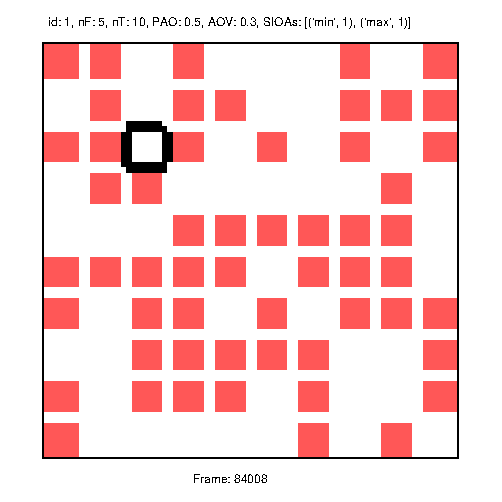 id: 1, nF: 5, nT: 10, PAO: 0.5, AOV: 0.3, SIOAs: [('min', 1), ('max', 1)]
Frame: 84008